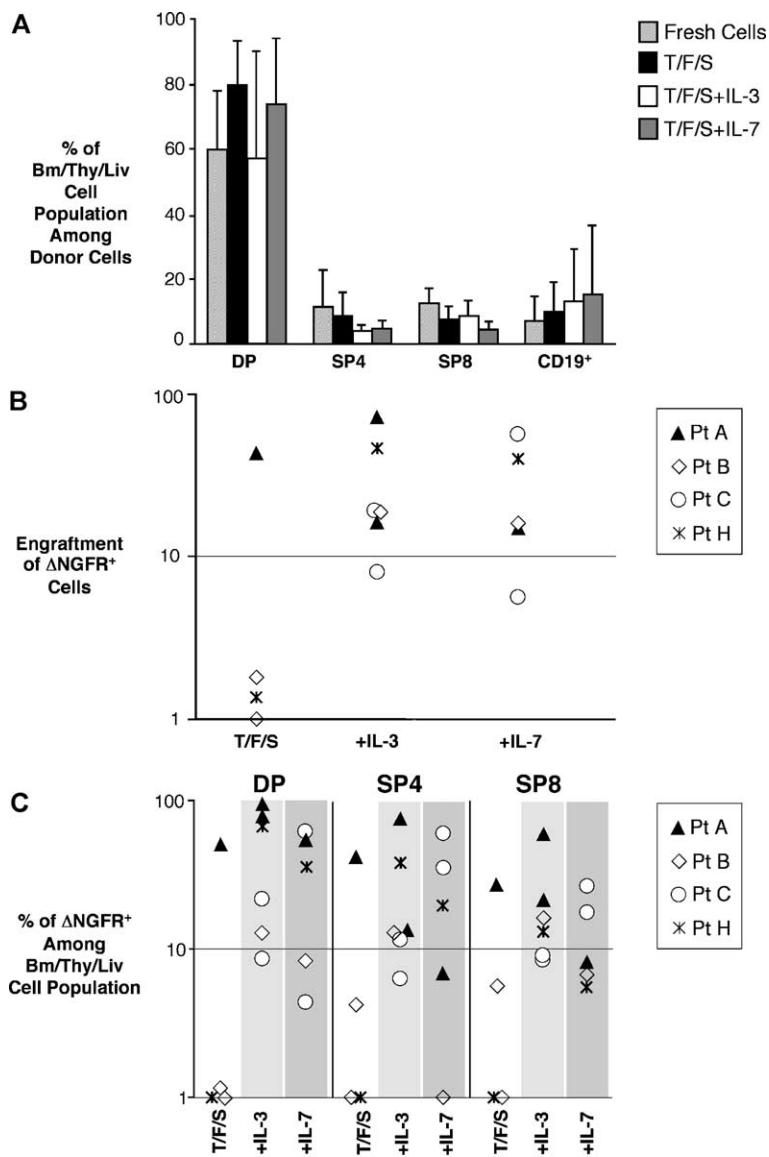 A
100
80
60
40
20
0
% of
Bm/Thy/Liv
Cell
Population
Among
Donor Cells
DP SP4 SP8 CD19⁺
Fresh Cells
T/F/S
T/F/S+IL-3
T/F/S+IL-7
B
100
10
1
Engraftment
of ΔNGFR⁺
Cells
T/F/S +IL-3 +IL-7
Pt A
Pt B
Pt C
Pt H
C
DP SP4 SP8
100
10
1
% of ΔNGFR⁺
Among
Bm/Thy/Liv
Cell Population
T/F/S +IL-3 +IL-7 T/F/S +IL-3 +IL-7 T/F/S +IL-3 +IL-7
Pt A
Pt B
Pt C
Pt H